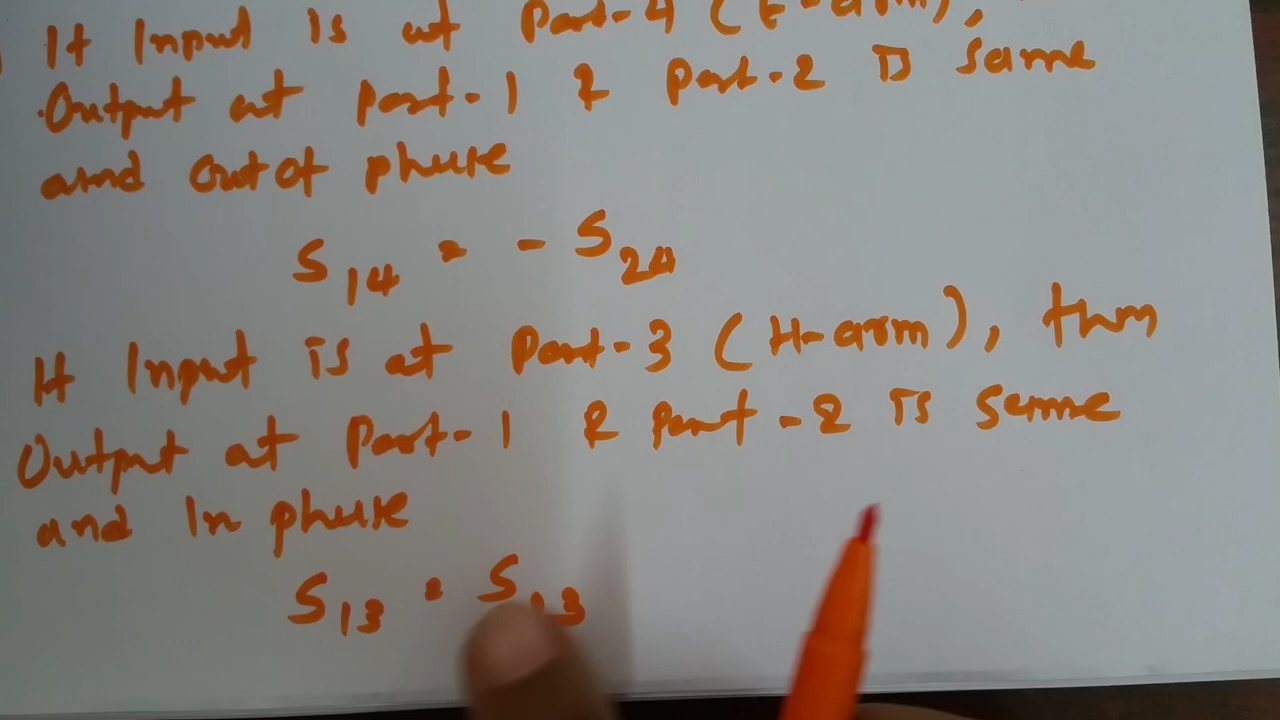 If Input is at Port-4 (E-arm),
Output at port-1 & port-2 is same
and out of phase
S14 = - S24
If Input is at Port-3 (H-arm), then
Output at Port-1 & port-2 is same
and In phase
S13 = S